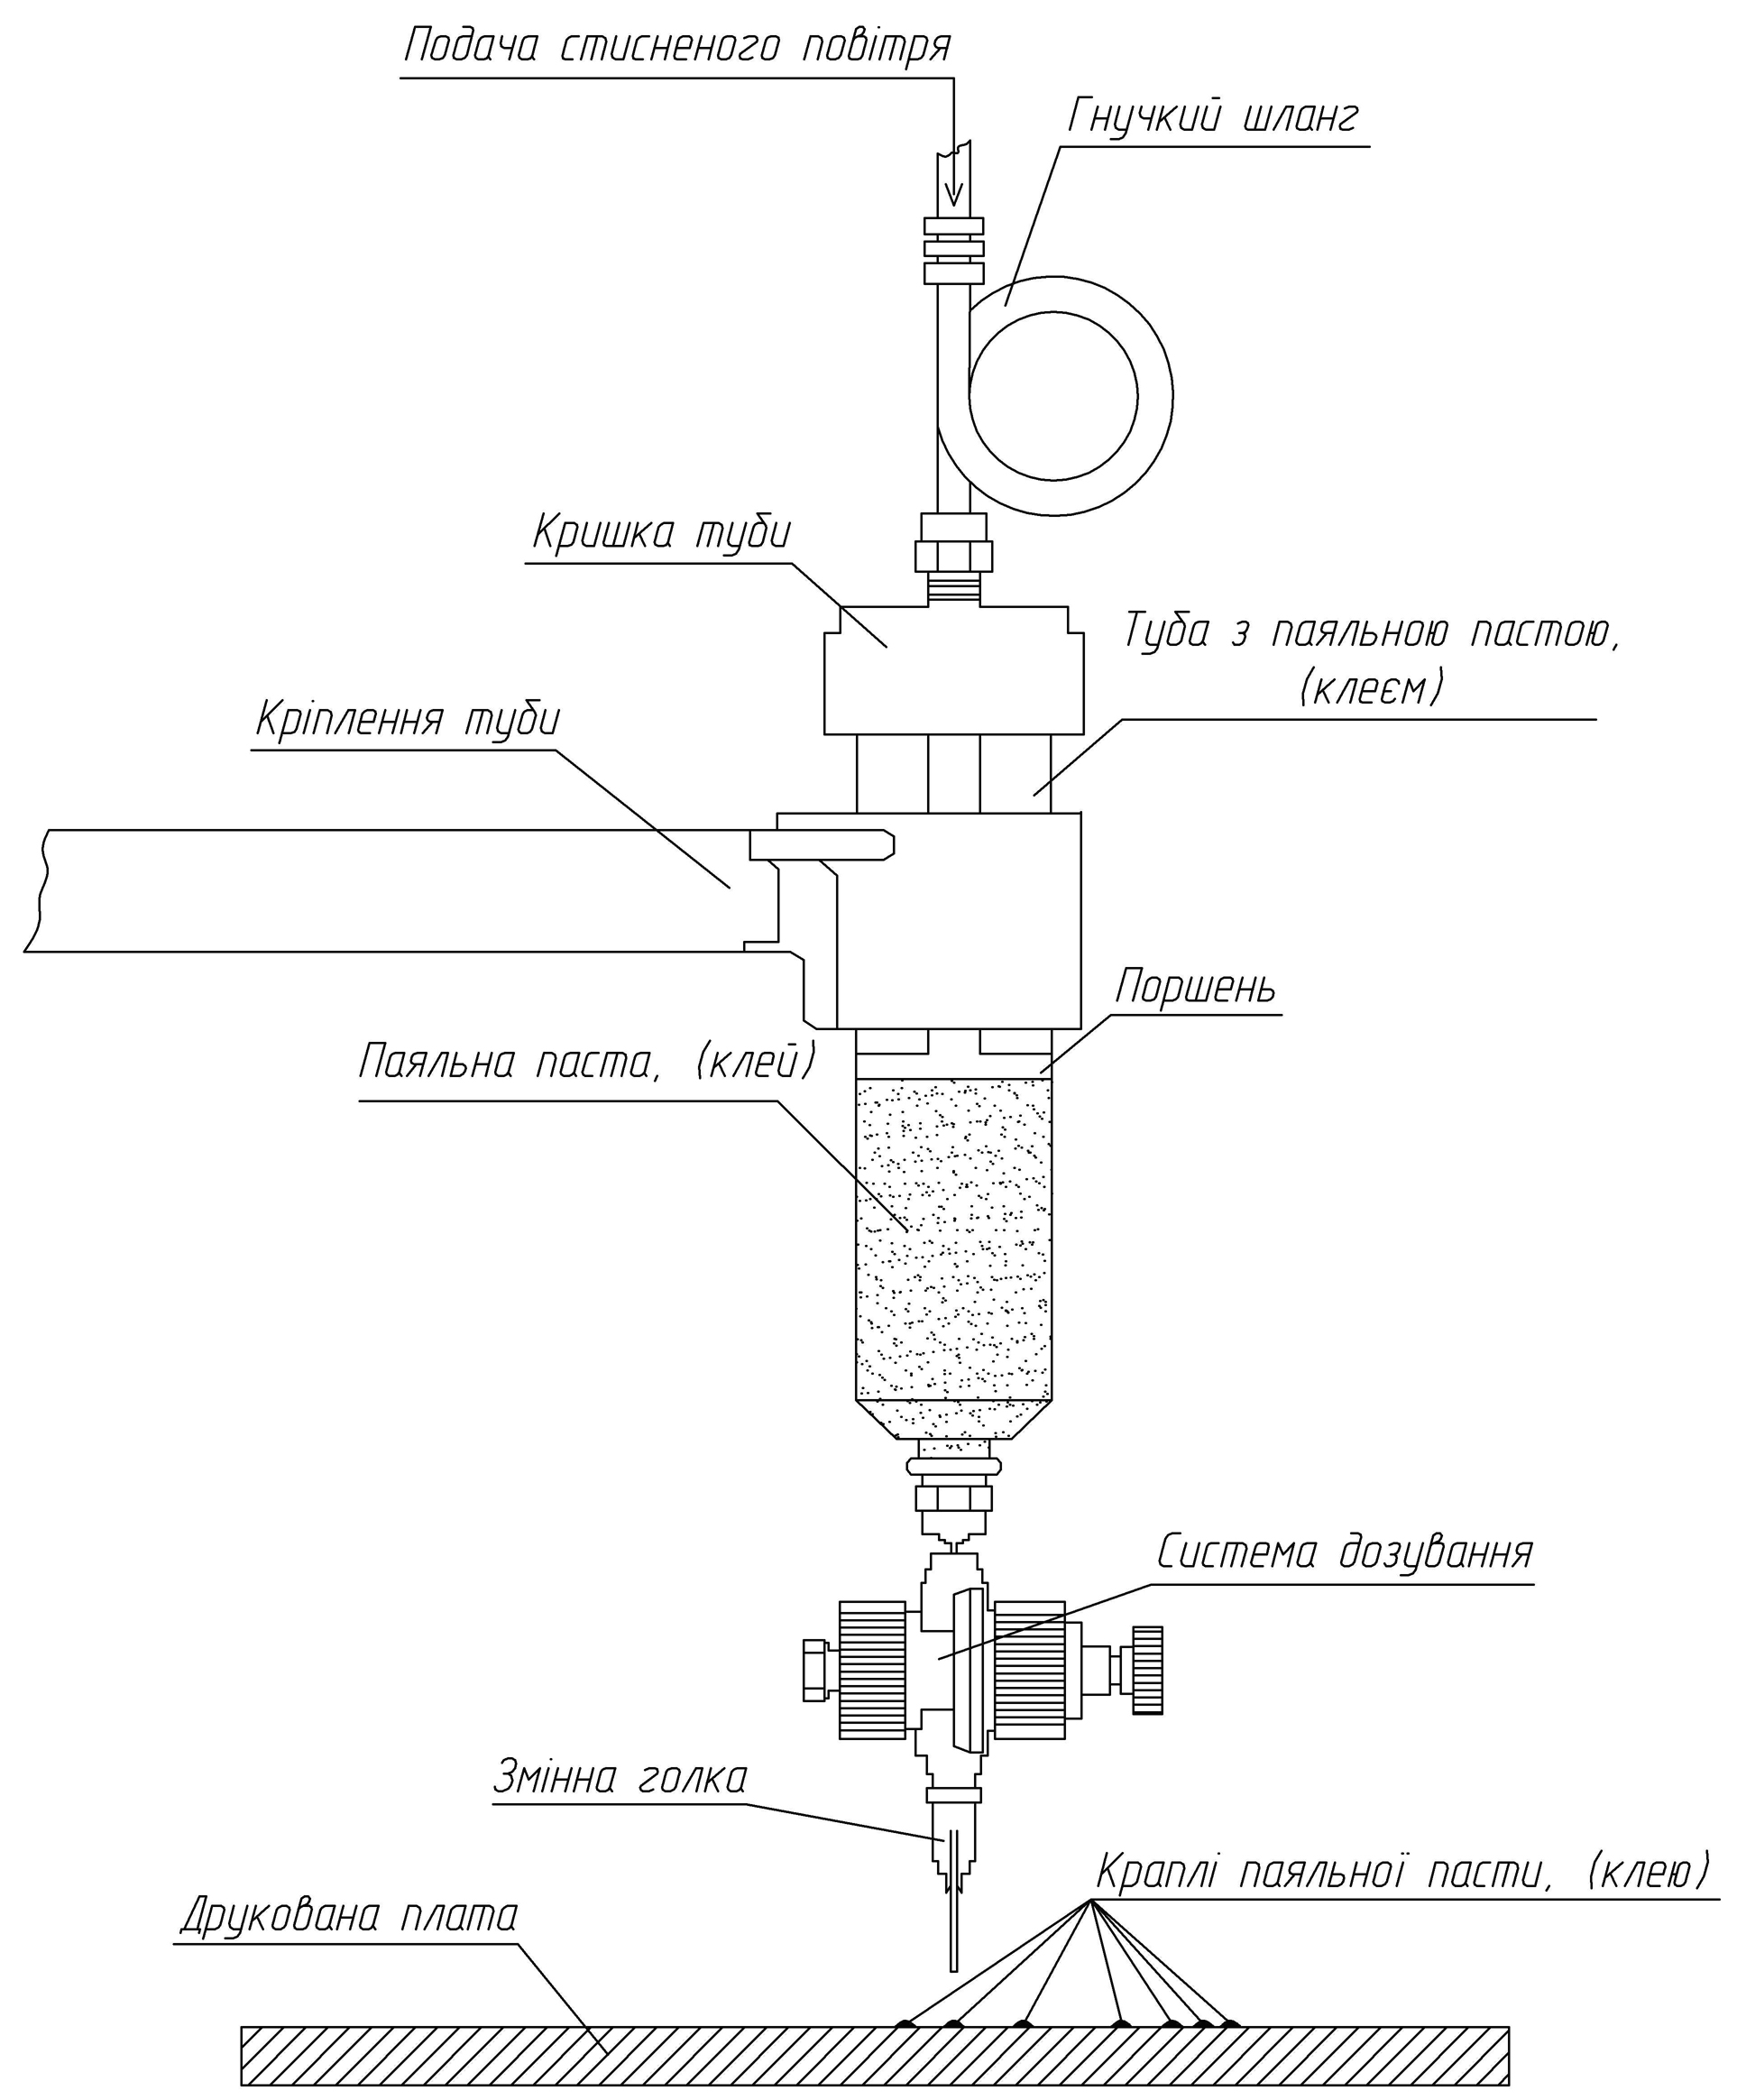 Подача стисненого повітря
Гнучкий шланг
Кришка туби
Туба з паяльною пастою,
(клеєм)
Кріплення туби
Поршень
Паяльна паста, (клей)
Система дозування
Змінна голка
Краплі паяльної пасти, (клею)
Друкована плата